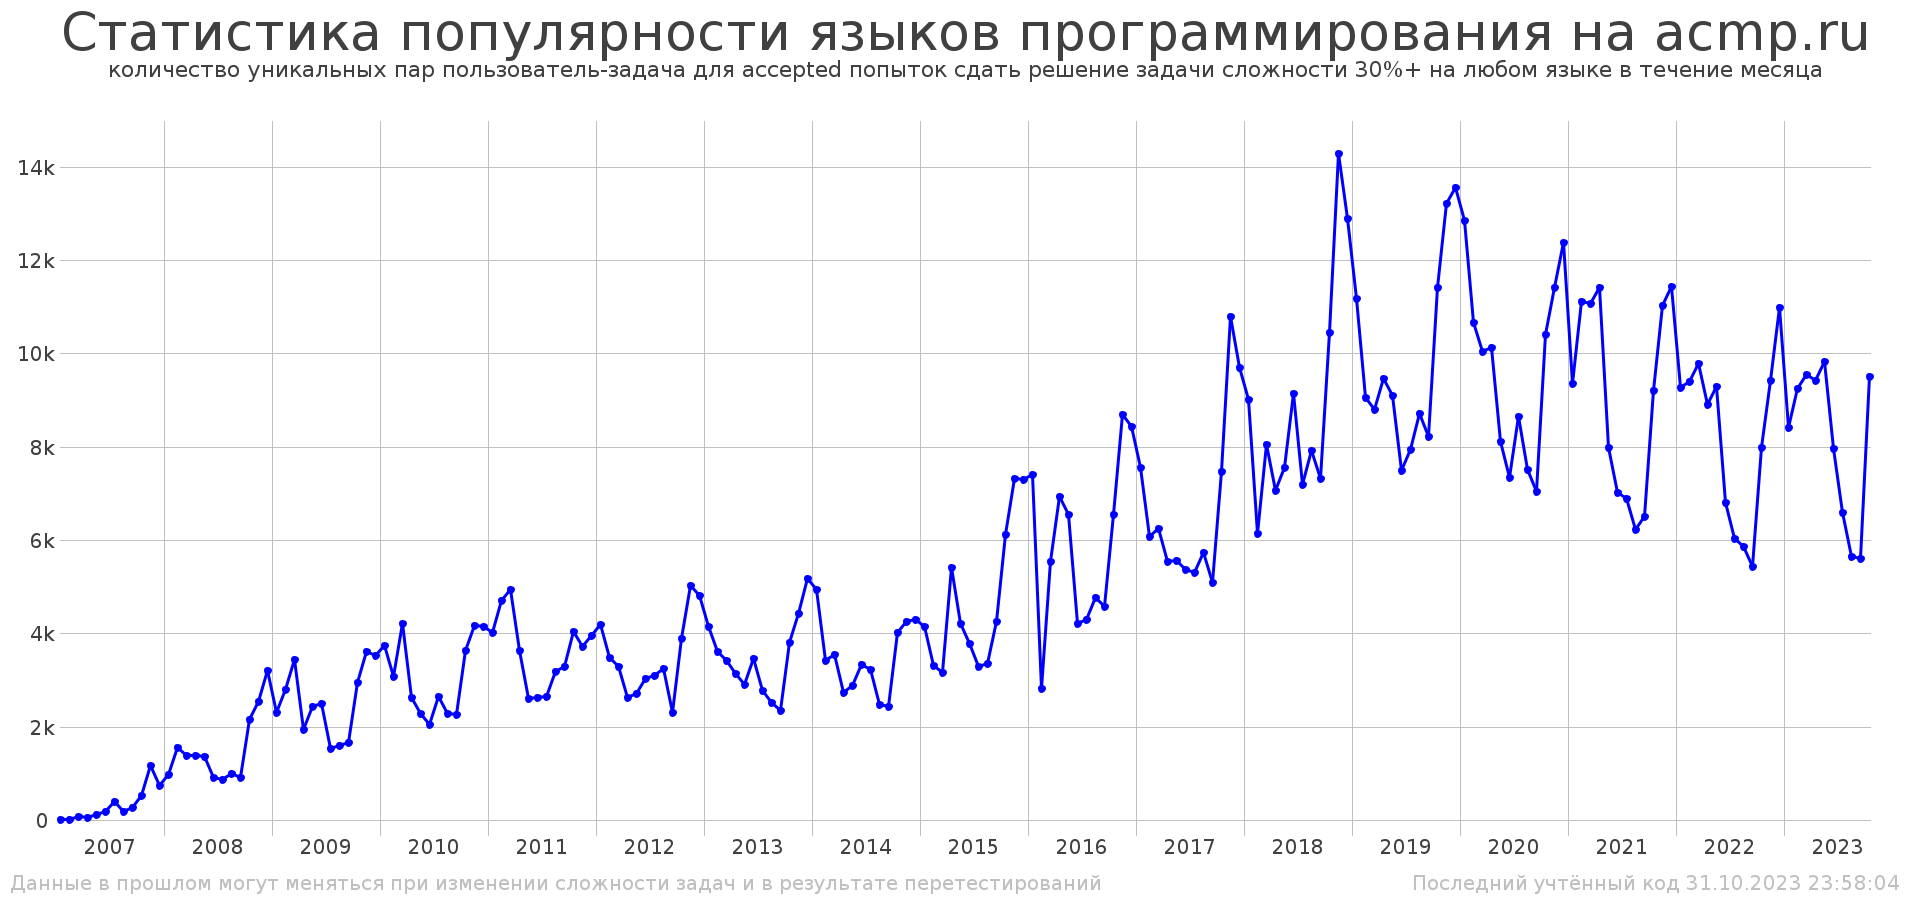 Статистика популярности языков программирования на acmp.ru
количество уникальных пар пользователь-задача для accepted попыток сдать решение задачи сложности 30%+ на любом языке в течение месяца
14k
12k
10k
8k
6k
4k
2k
0
2007 2008 2009 2010 2011 2012 2013 2014 2015 2016 2017 2018 2019 2020 2021 2022 2023
Данные в прошлом могут меняться при изменении сложности задач и в результате перетестирований
Последний учтённый код 31.10.2023 23:58:04